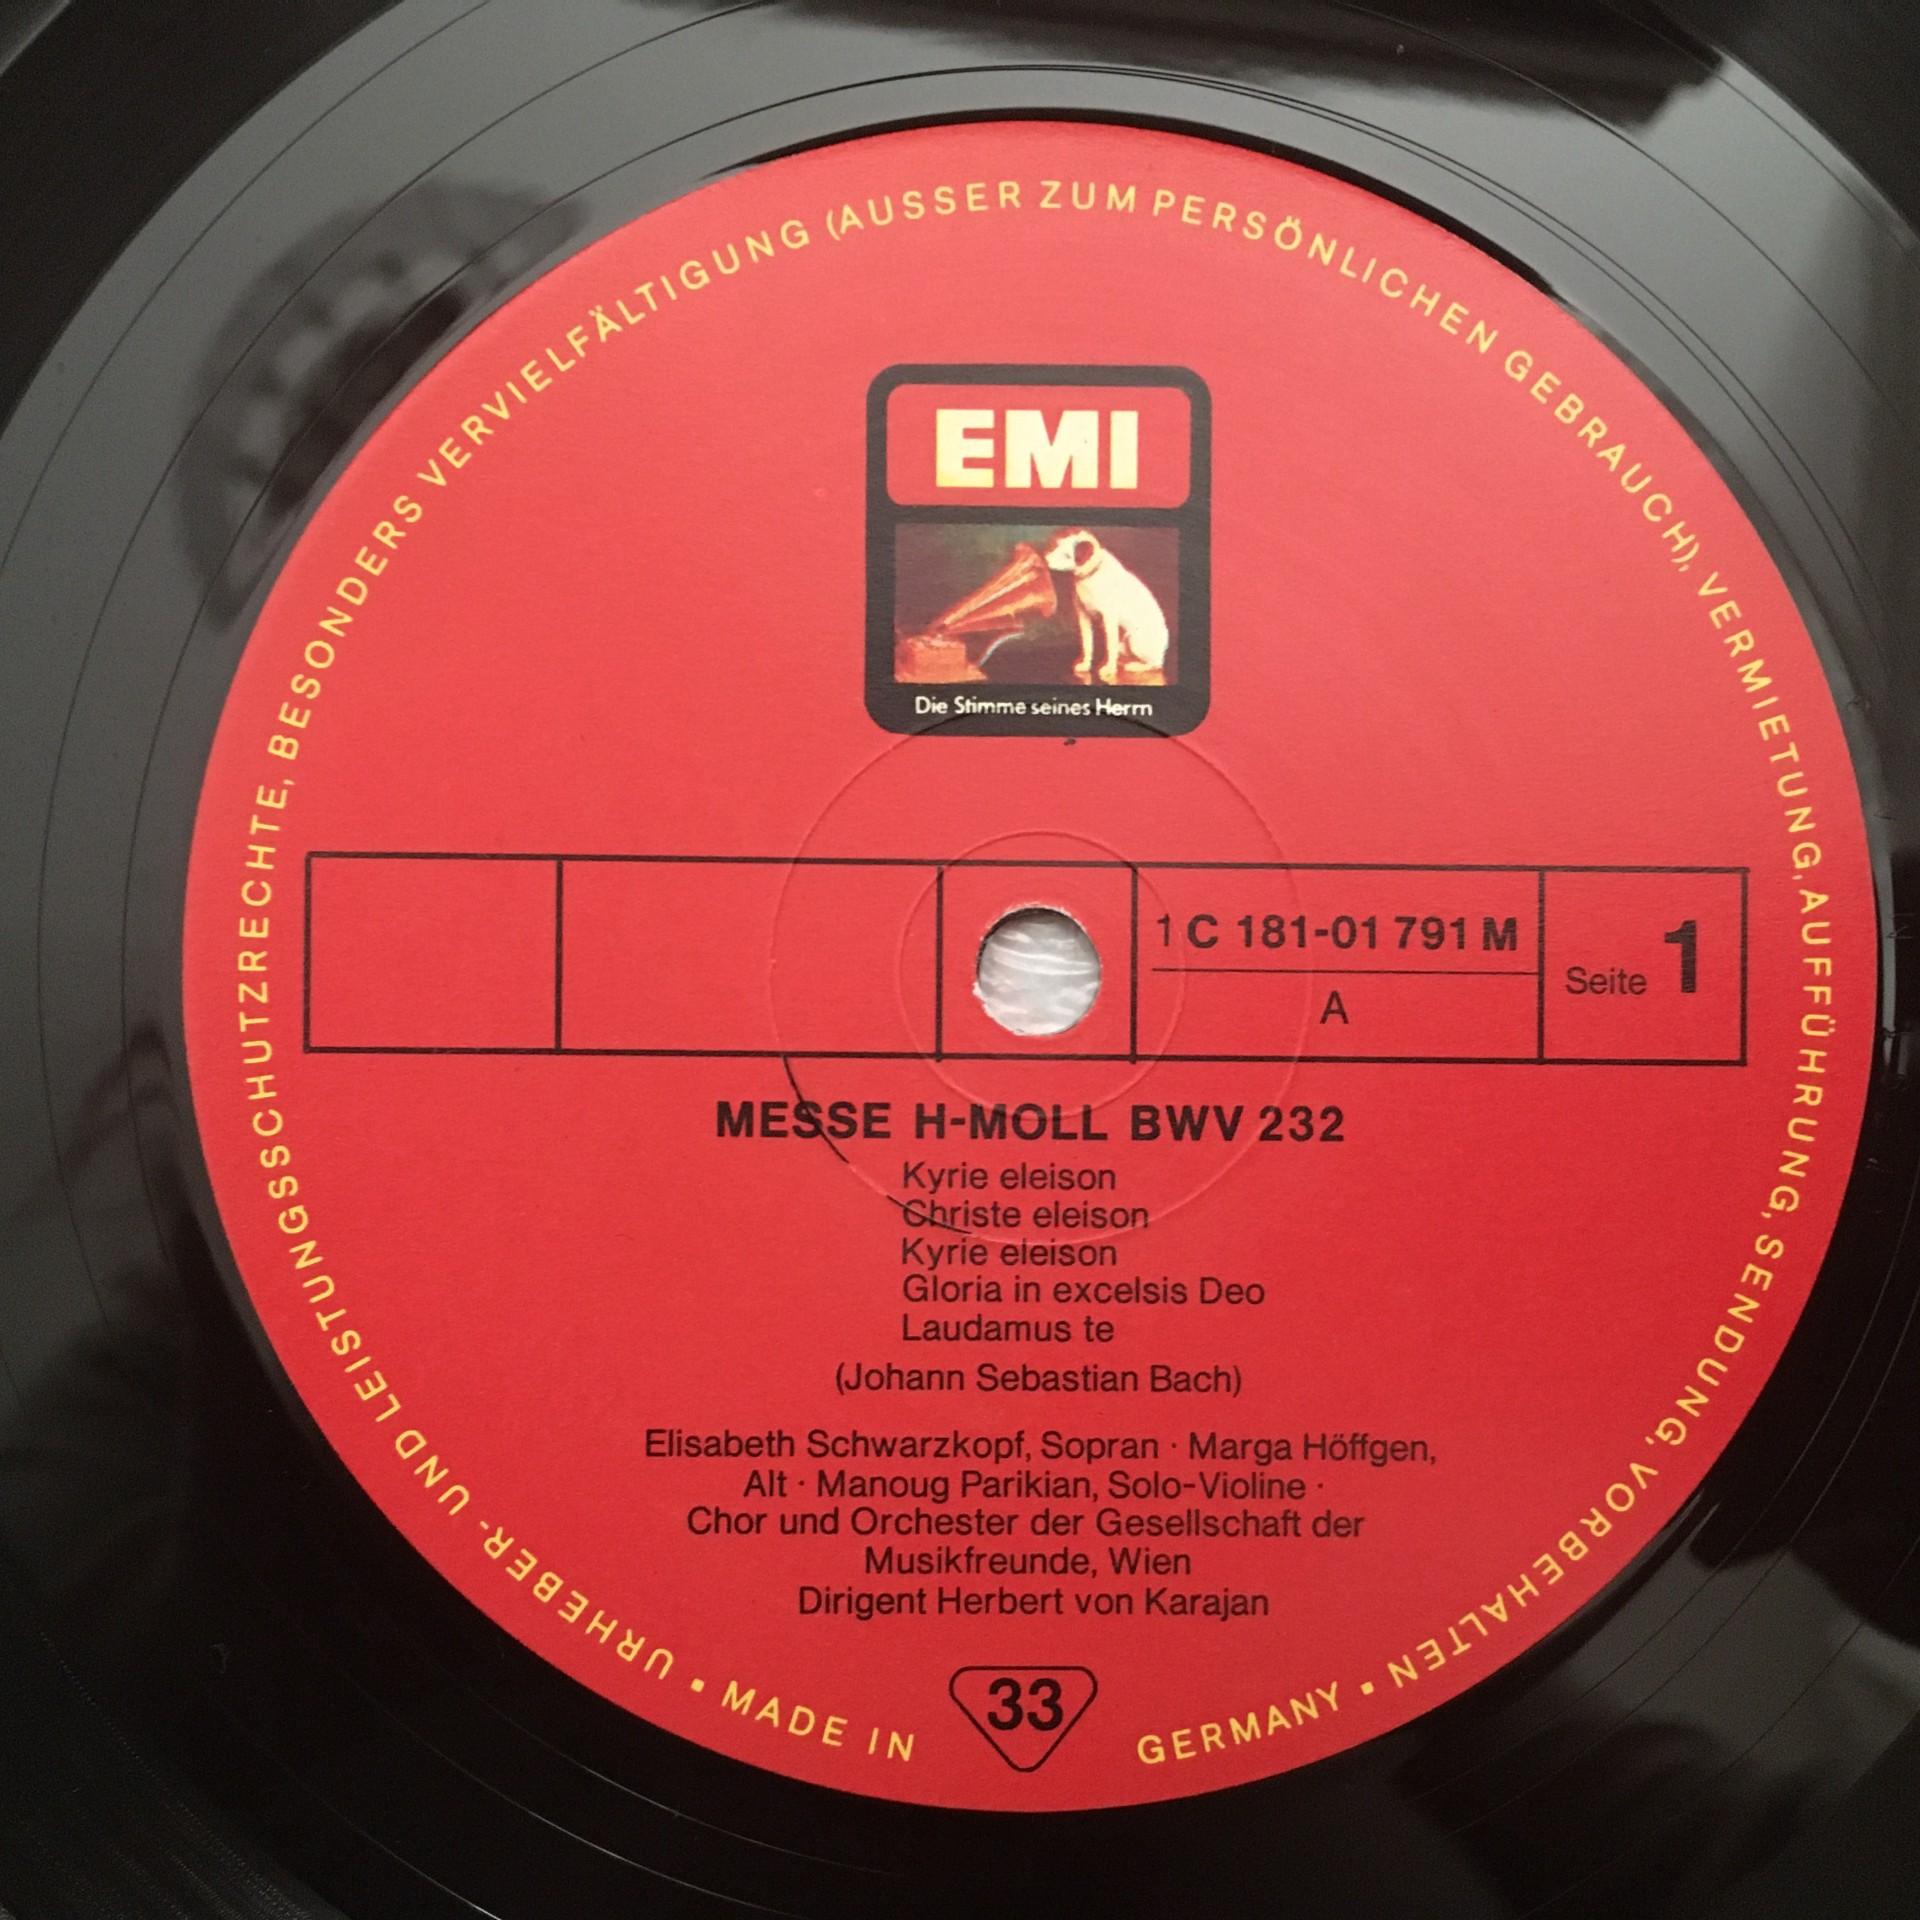 URHEBER- UND LEISTUNGSSCHUTZRECHTE, BESONDERS VERVIELFÄLTIGUNG (AUSSER ZUM PERSÖNLICHEN GEBRAUCH), VERMIETUNG, AUFFÜHRUNG, SENDUNG, VORBEHALTEN •
EMI
Die Stimme seines Herrn
1 C 181-01 791 M
A
Seite 1
MESSE H-MOLL BWV 232
Kyrie eleison
Christe eleison
Kyrie eleison
Gloria in excelsis Deo
Laudamus te
(Johann Sebastian Bach)
Elisabeth Schwarzkopf, Sopran · Marga Höffgen,
Alt · Manoug Parikian, Solo-Violine ·
Chor und Orchester der Gesellschaft der
Musikfreunde, Wien
Dirigent Herbert von Karajan
33
• MADE IN GERMANY